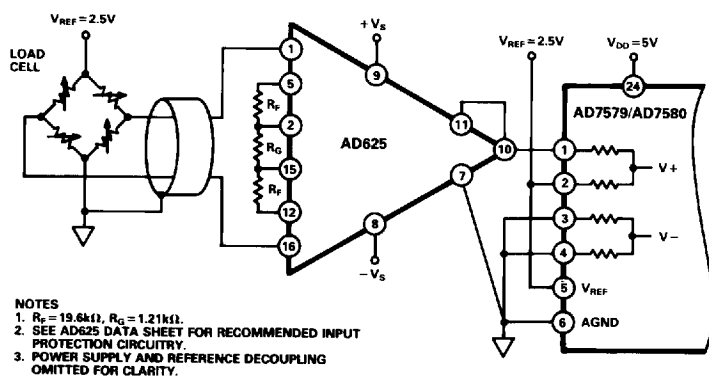 V_REF = 2.5V
LOAD
CELL
+V_S
V_REF = 2.5V
V_DD = 5V
1
5
R_F
2
R_G
15
R_F
12
16
9
11
AD625
10
7
8
-V_S
24
AD7579/AD7580
1
V+
2
3
V-
4
5
V_REF
6
AGND
NOTES
1. R_F = 19.6kΩ, R_G = 1.21kΩ.
2. SEE AD625 DATA SHEET FOR RECOMMENDED INPUT
PROTECTION CIRCUITRY.
3. POWER SUPPLY AND REFERENCE DECOUPLING
OMITTED FOR CLARITY.